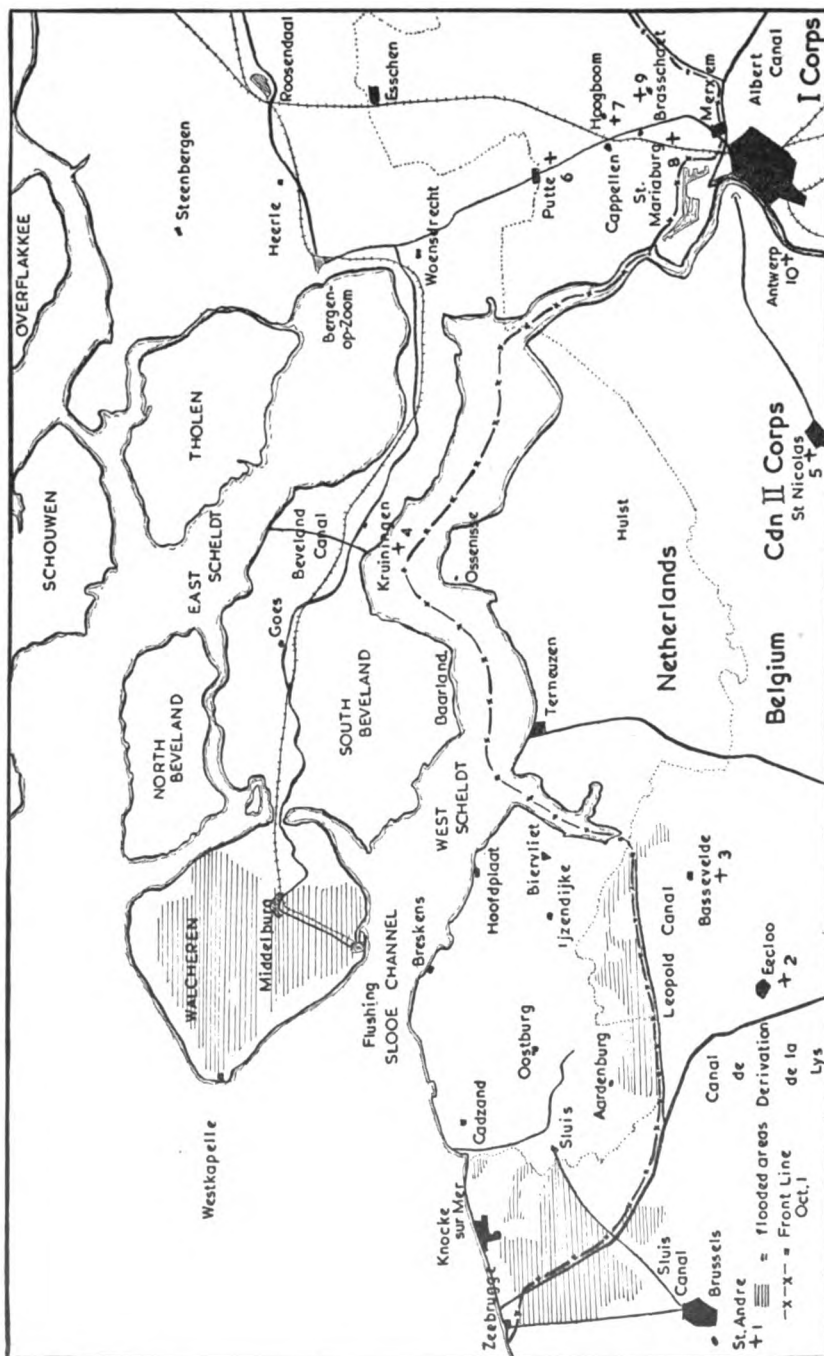 OVERFLAKKEE
SCHOUWEN
THOLEN
Steenbergen
Roosendaal
EAST
SCHELDT
NORTH
BEVELAND
Heerle
Esschen
Bergen-
op-Zoom
WALCHEREN
Middelburg
Goes
Beveland
Canal
Woensdrecht
Westkapelle
Flushing
SLOOE CHANNEL
SOUTH
BEVELAND
Kruiningen
+ 4
Putte
+
6
Hoogboom
+ 7
Cappellen
St.
Mariaburg
+
8
+ 9
Brasschaet
Merxem
Albert
Canal
I Corps
Baarland
WEST
SCHELDT
Ossenisse
Breskens
Hoofdplaat
Terneuzen
Hulst
Antwerp
10+
Cadzand
Oostburg
Biervliet
Ijzendijke
Netherlands
Belgium
Cdn II Corps
St Nicolas
5 +
Knocke
sur Mer
Sluis
Aardenburg
Leopold Canal
Bassevelde
+ 3
Zeebrugge
Sluis
Canal
Brussels
Eecloo
+ 2
Canal
de
Derivation
de la
Lys
St. Andre
+ 1
= flooded areas
-x-x- = Front Line
Oct. 1